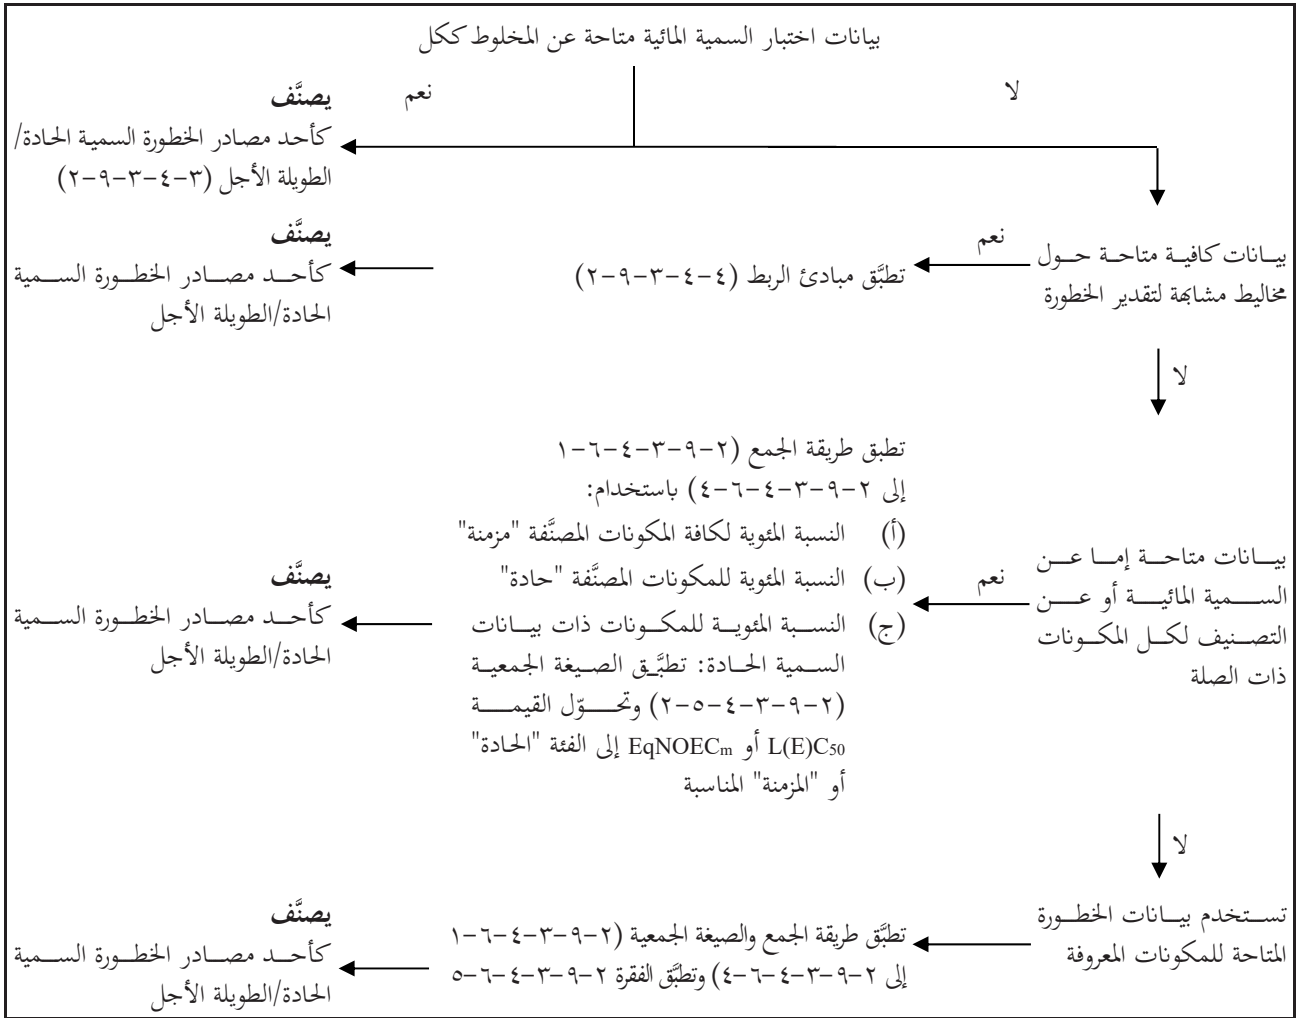 بيانات اختبار السمية المائية متاحة عن المخلوط ككل
لا
نعم
يصنَّف
كأحد مصادر الخطورة السمية الحادة/
الطويلة الأجل (٢-٩-٣-٤-٣)
بيانات كافية متاحة حول
مخاليط مشابهة لتقدير الخطورة
نعم
تطبَّق مبادئ الربط (٢-٩-٣-٤-٤)
يصنَّف
كأحد مصادر الخطورة السمية
الحادة/الطويلة الأجل
لا
بيانات متاحة إما عن
السمية المائية أو عن
التصنيف لكل المكونات
ذات الصلة
نعم
تطبق طريقة الجمع (٢-٩-٣-٤-٦-١
إلى ٢-٩-٣-٤-٦-٤) باستخدام:
(أ) النسبة المئوية لكافة المكونات المصنَّفة "مزمنة"
(ب) النسبة المئوية للمكونات المصنَّفة "حادة"
(ج) النسبة المئوية للمكونات ذات بيانات
السمية الحادة: تطبَّق الصيغة الجمعية
(٢-٩-٣-٤-٥-٢) وتحوّل القيمة
L(E)C50 أو EqNOECm إلى الفئة "الحادة"
أو "المزمنة" المناسبة
يصنَّف
كأحد مصادر الخطورة السمية
الحادة/الطويلة الأجل
لا
تستخدم بيانات الخطورة
المتاحة للمكونات المعروفة
تطبَّق طريقة الجمع والصيغة الجمعية (٢-٩-٣-٤-٦-١
إلى ٢-٩-٣-٤-٦-٤) وتطبَّق الفقرة ٢-٩-٣-٤-٦-٥
يصنَّف
كأحد مصادر الخطورة السمية
الحادة/الطويلة الأجل